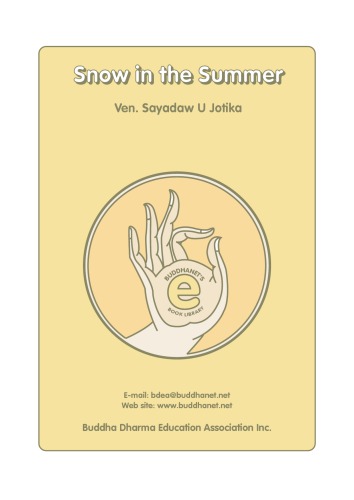 Snow in the Summer
Ven. Sayadaw U Jotika
BUDDHANET'S
e
BOOK LIBRARY
E-mail: bdea@buddhanet.net
Web site: www.buddhanet.net
Buddha Dharma Education Association Inc.